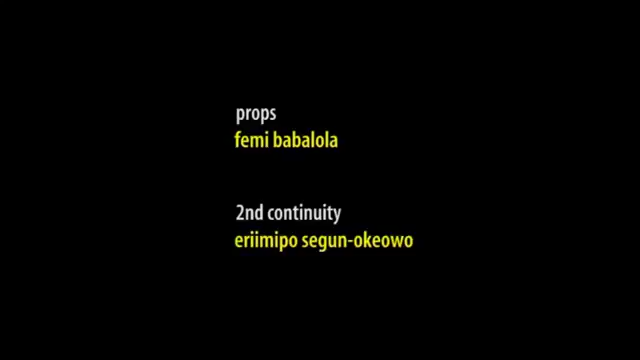 props
femi babalola
2nd continuity
eriimipo segun-okeowo